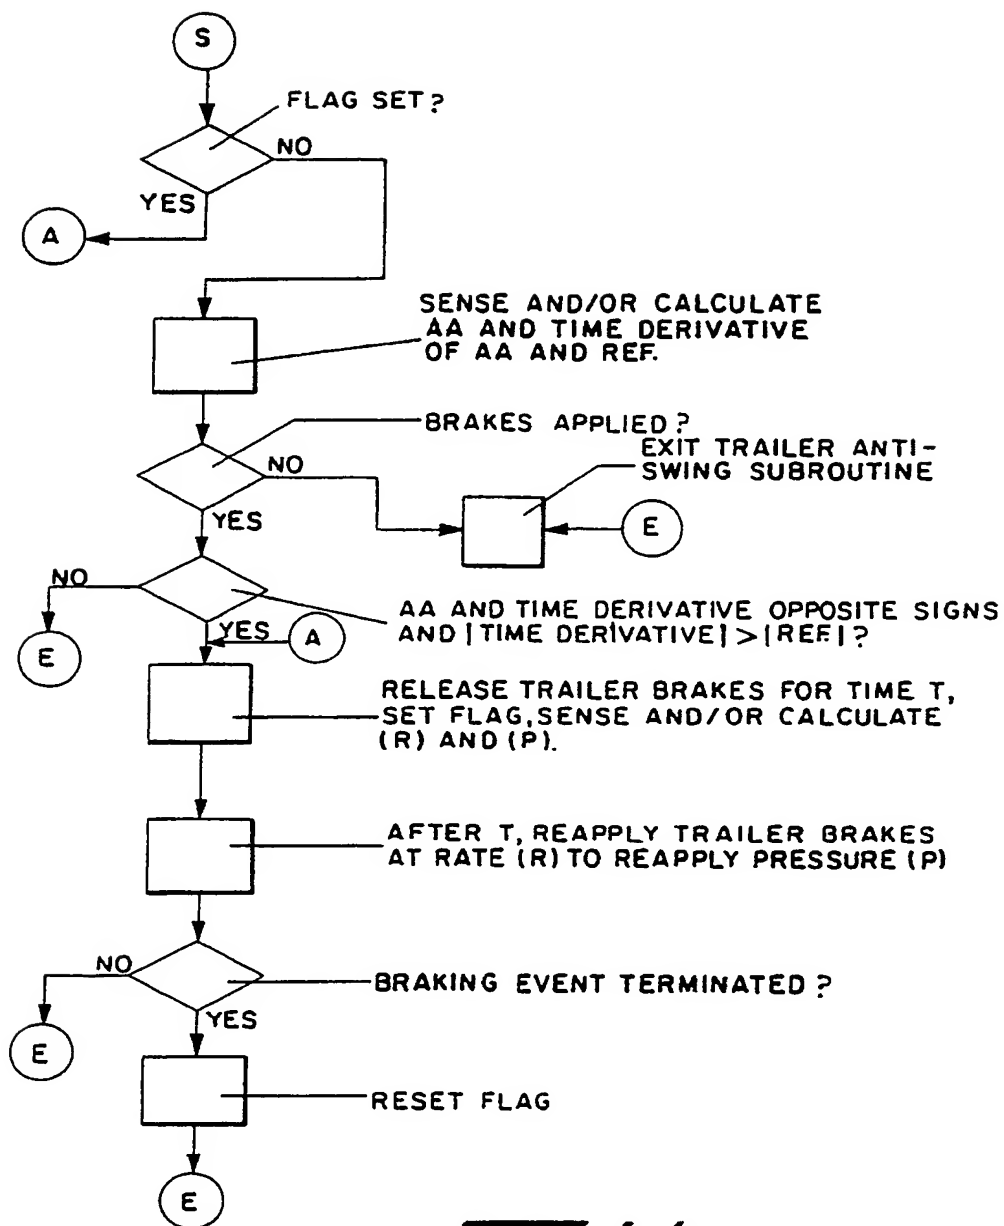 S
FLAG SET?
NO
YES
A
SENSE AND/OR CALCULATE
AA AND TIME DERIVATIVE
OF AA AND REF.
BRAKES APPLIED?
EXIT TRAILER ANTI-
SWING SUBROUTINE
NO
YES
E
NO
E
YES
A
AA AND TIME DERIVATIVE OPPOSITE SIGNS
AND |TIME DERIVATIVE| > |REF.| ?
RELEASE TRAILER BRAKES FOR TIME T,
SET FLAG, SENSE AND/OR CALCULATE
(R) AND (P).
AFTER T, REAPPLY TRAILER BRAKES
AT RATE (R) TO REAPPLY PRESSURE (P)
NO
BRAKING EVENT TERMINATED?
YES
E
RESET FLAG
E